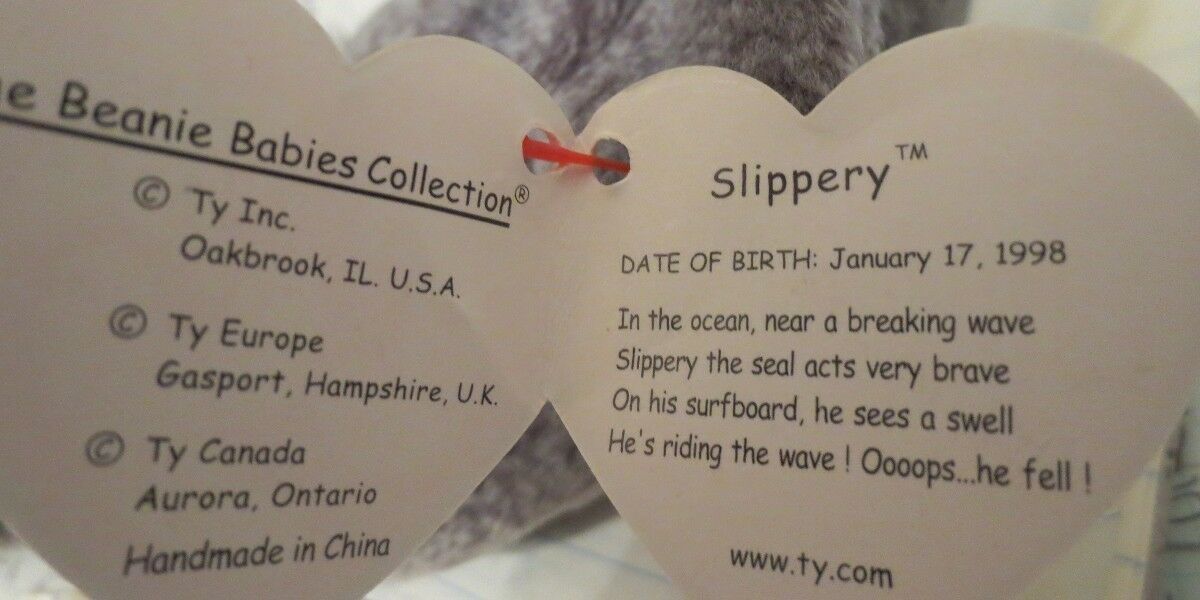 e Beanie Babies Collection®
© Ty Inc.
Oakbrook, IL. U.S.A.
© Ty Europe
Gasport, Hampshire, U.K.
© Ty Canada
Aurora, Ontario
Handmade in China
Slippery™
DATE OF BIRTH: January 17, 1998
In the ocean, near a breaking wave
Slippery the seal acts very brave
On his surfboard, he sees a swell
He's riding the wave ! Oooops...he fell !
www.ty.com